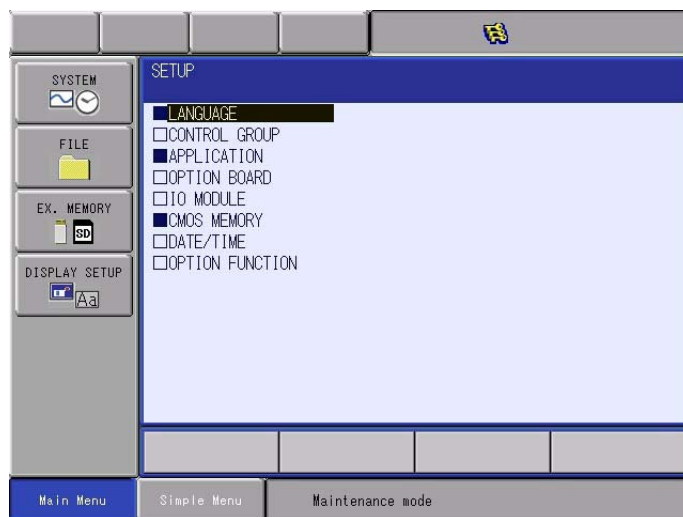 SYSTEM
FILE
EX. MEMORY
SD
DISPLAY SETUP
Aa
SETUP
LANGUAGE
CONTROL GROUP
APPLICATION
OPTION BOARD
IO MODULE
CMOS MEMORY
DATE/TIME
OPTION FUNCTION
Main Menu
Simple Menu
Maintenance mode